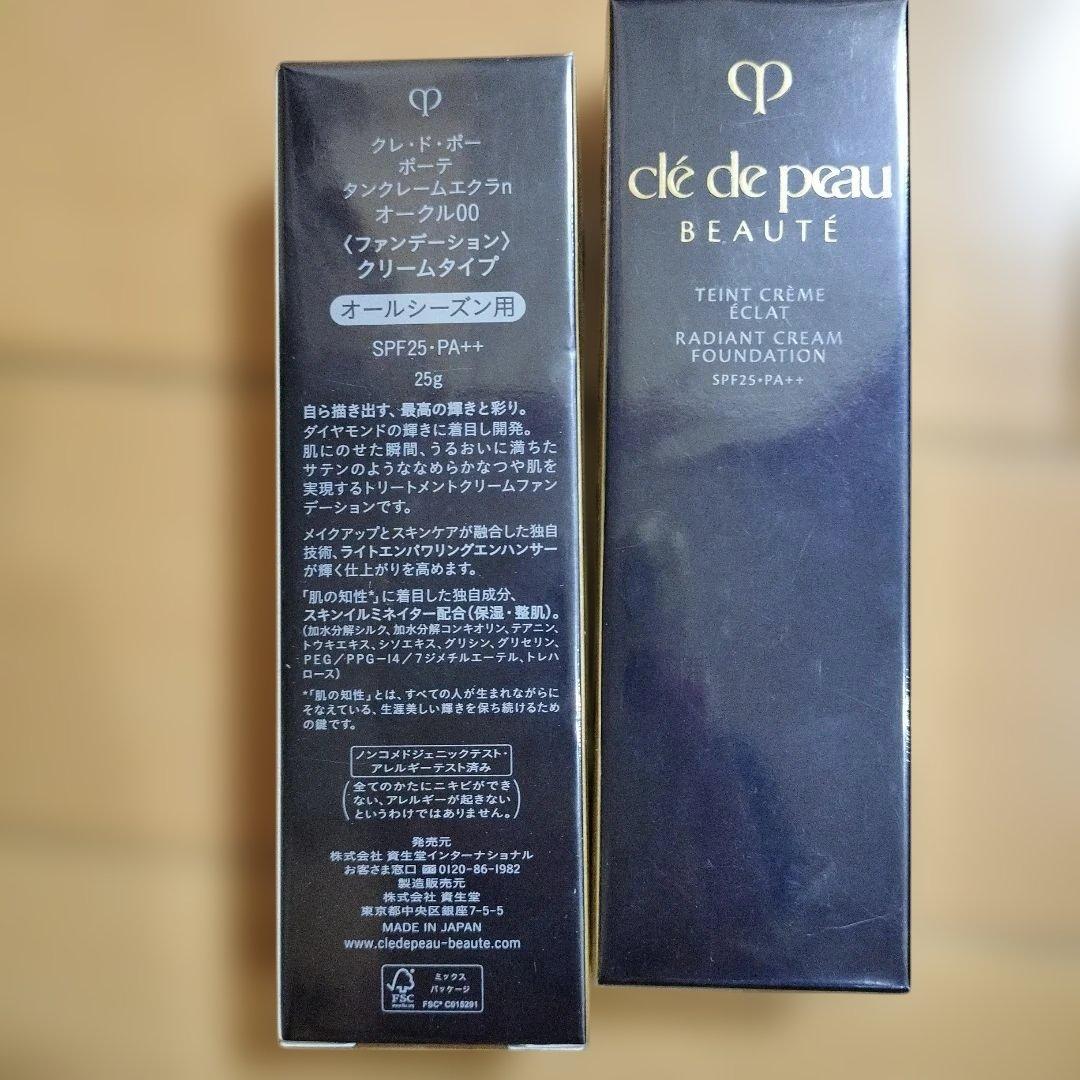 クレ・ド・ポー
ボーテ
タンクレームエクラn
オークル00
〈ファンデーション〉
クリームタイプ
オールシーズン用
SPF25・PA++
25g
自ら描き出す、最高の輝きと彩り。
ダイヤモンドの輝きに着目し開発。
肌にのせた瞬間、うるおいに満ちた
サテンのようななめらかなつや肌を
実現するトリートメントクリームファン
デーションです。
メイクアップとスキンケアが融合した独自
技術、ライトエンパワリングエンハンサー
が輝く仕上がりを高めます。
「肌の知性*」に着目した独自成分、
スキンイルミネイター配合(保湿・整肌)。
(加水分解シルク、加水分解コンキオリン、テアニン、
トウキエキス、シソエキス、グリシン、グリセリン、
PEG/PPG-14/7ジメチルエーテル、トレハ
ロース)
*「肌の知性」とは、すべての人が生まれながらに
そなえている、生涯美しい輝きを保ち続けるため
の鍵です。
ノンコメドジェニックテスト・
アレルギーテスト済み
(全てのかたにニキビができ
ない、アレルギーが起きない
というわけではありません。)
発売元
株式会社 資生堂インターナショナル
お客さま窓口 0120-86-1982
製造販売元
株式会社 資生堂
東京都中央区銀座7-5-5
MADE IN JAPAN
www.cledepeau-beaute.com
FSC
www.fsc.org
ミックス
パッケージ
FSC® C015291
clé de peau
BEAUTÉ
TEINT CRÈME
ÉCLAT
RADIANT CREAM
FOUNDATION
SPF25・PA++